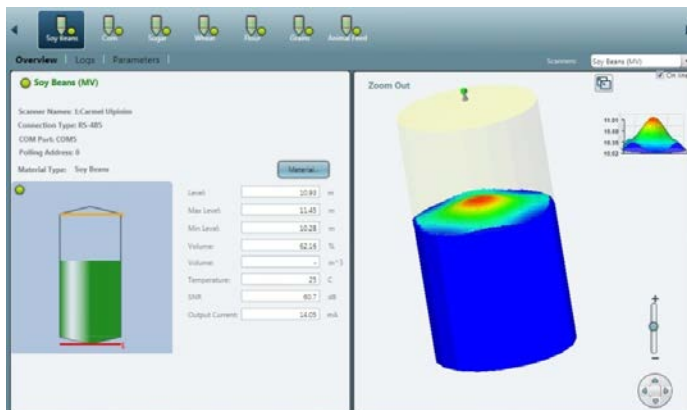 Soy Beans Corn Sugar Wheat Flour Grains Animal Feed
Overview Logs Parameters
Scanners: Soy Beans (MV)
Soy Beans (MV)
Scanner Names: 1:Carmel Ulpinim
Connection Type: RS-485
COM Port: COM5
Polling Address: 0
Material Type: Soy Beans
Material...
Level: 10.93 m
Max Level: 11.45 m
Min Level: 10.28 m
Volume: 62.16 %
Volume: - m^3
Temperature: 25 C
SNR 60.7 dB
Output Current: 14.05 mA
Zoom Out
On line